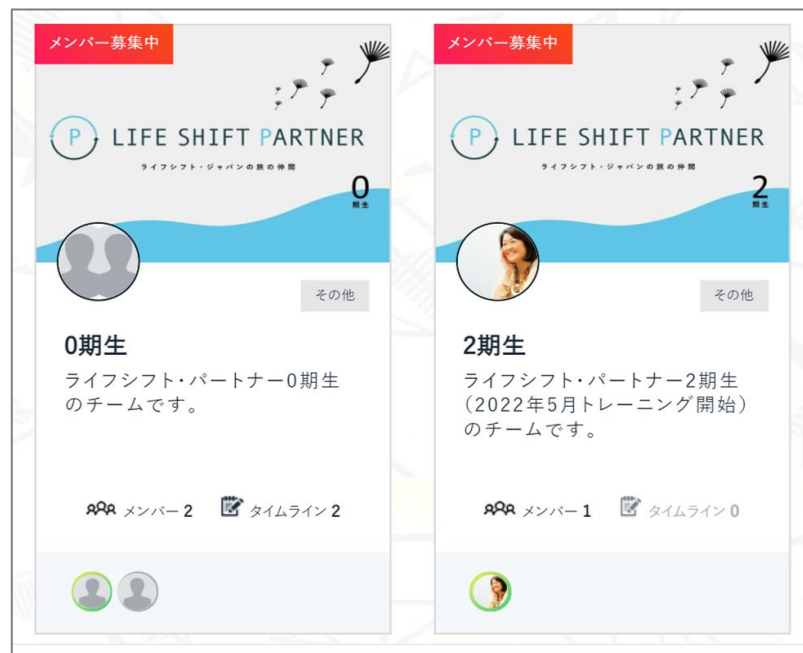 メンバー募集中
P LIFE SHIFT PARTNER
ライフシフト・ジャパンの旅の仲間
0
期生
その他
0期生
ライフシフト・パートナー0期生
のチームです。
メンバー 2 タイムライン 2
メンバー募集中
P LIFE SHIFT PARTNER
ライフシフト・ジャパンの旅の仲間
2
期生
その他
2期生
ライフシフト・パートナー2期生
(2022年5月トレーニング開始)
のチームです。
メンバー 1 タイムライン 0